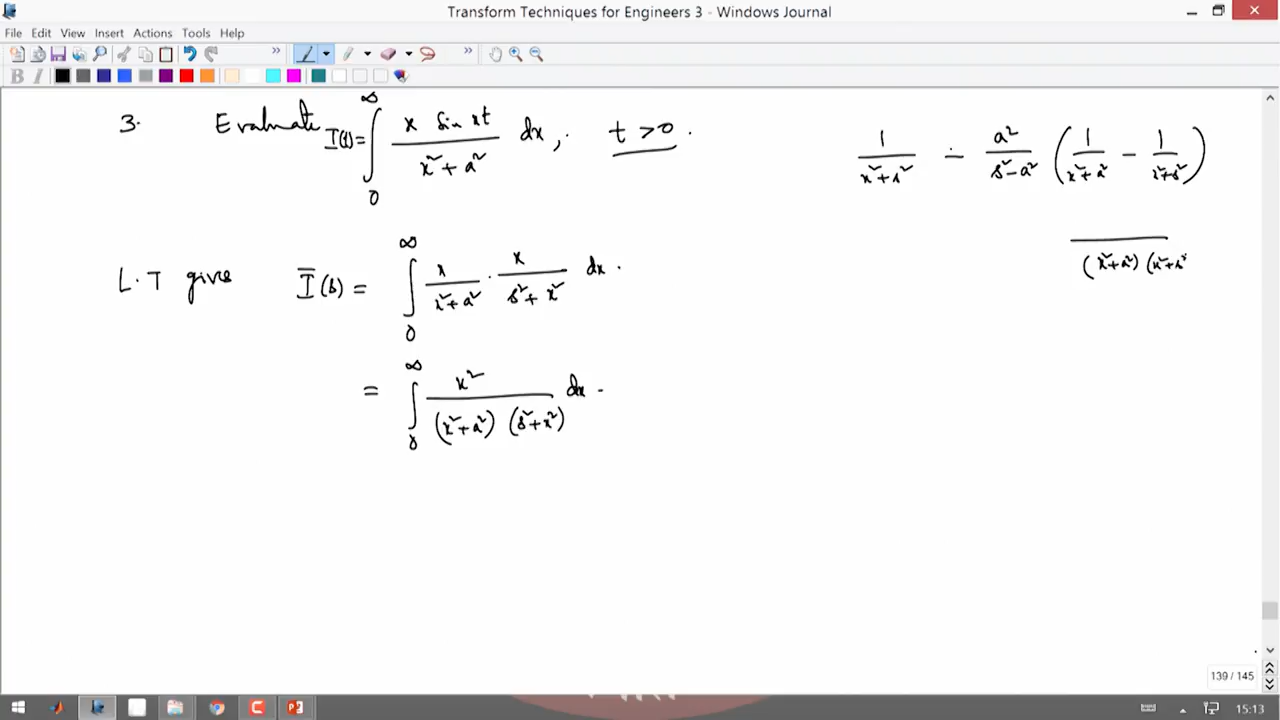 Transform Techniques for Engineers 3 - Windows Journal
File Edit View Insert Actions Tools Help
3. Evaluate I(t) = ∫₀^∞ x sin xt / (x²+a²) dx, t > 0.
1/(x²+s²) - a²/(s²-a²) (1/(x²+a²) - 1/(x²+s²))
(x²+a²)(x²+s²
L.T gives Ī(s) = ∫₀^∞ x/(x²+a²) · x/(s²+x²) dx.
= ∫₀^∞ x²/((x²+a²)(s²+x²)) dx.
139 / 145
15:13